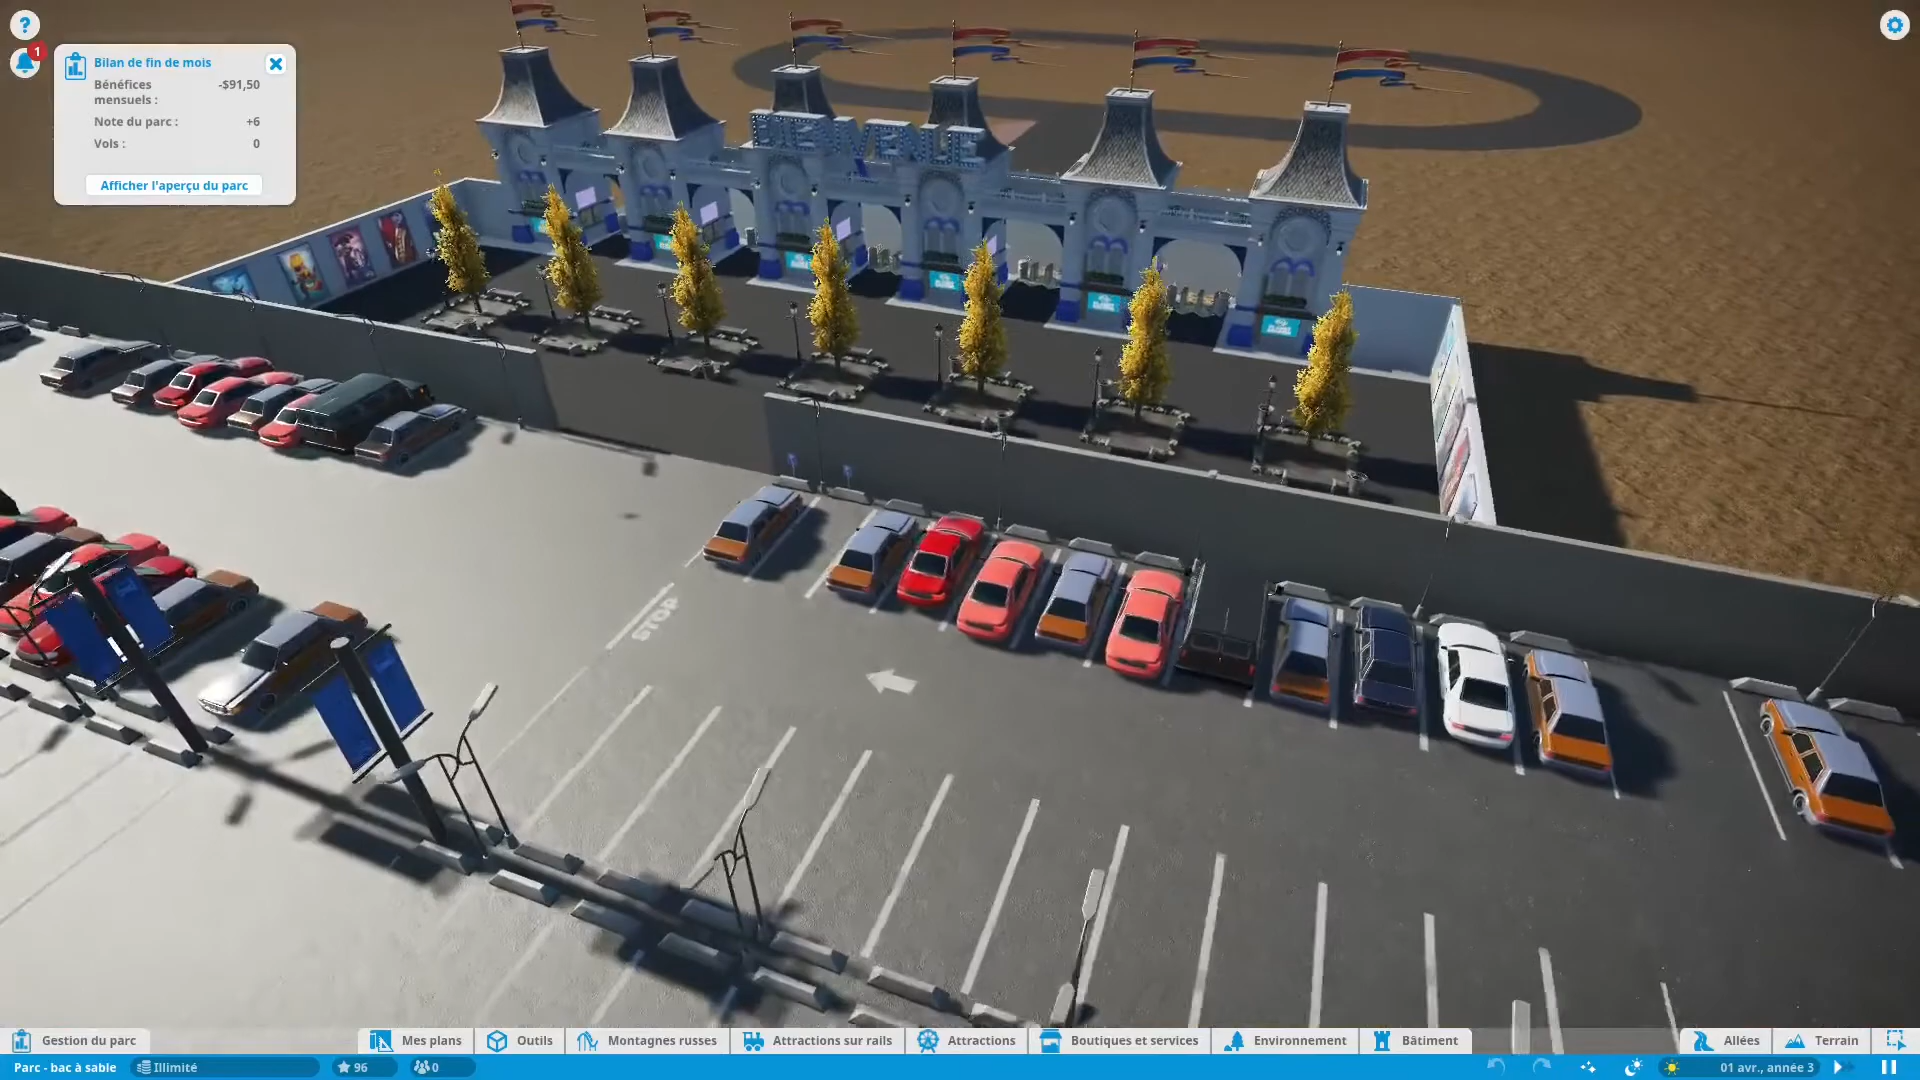 ?
1
Bilan de fin de mois
Bénéfices mensuels : -$91,50
Note du parc : +6
Vols : 0
Afficher l'aperçu du parc
BIENVENUE
STOP
Gestion du parc
Mes plans
Outils
Montagnes russes
Attractions sur rails
Attractions
Boutiques et services
Environnement
Bâtiment
Allées
Terrain
Parc - bac à sable
Illimité
96
0
01 avr., année 3